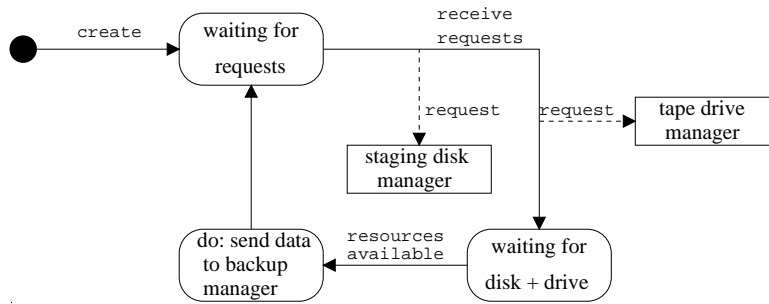 create
waiting for
requests
receive
requests
request
request
tape drive
manager
staging disk
manager
do: send data
to backup
manager
resources
available
waiting for
disk + drive